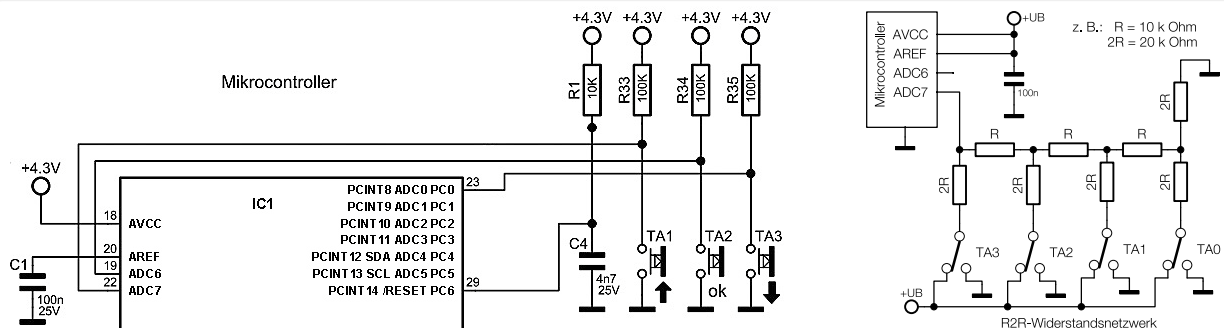 +4.3V +4.3V +4.3V +4.3V
Mikrocontroller
R1 10K
R33 100K
R34 100K
R35 100K
+4.3V
IC1
18 AVCC
20 AREF
19 ADC6
22 ADC7
PCINT8 ADC0 PC0 23
PCINT9 ADC1 PC1
PCINT10 ADC2 PC2
PCINT11 ADC3 PC3
PCINT12 SDA ADC4 PC4
PCINT13 SCL ADC5 PC5
PCINT14 /RESET PC6 29
C1
100n
25V
C4
4n7
25V
TA1
TA2
TA3
ok
Mikrocontroller
AVCC
AREF
ADC6
ADC7
+UB
100n
z. B.: R = 10 k Ohm
2R = 20 k Ohm
2R
R R R
2R 2R 2R 2R
TA3 TA2 TA1 TA0
+UB
R2R-Widerstandsnetzwerk